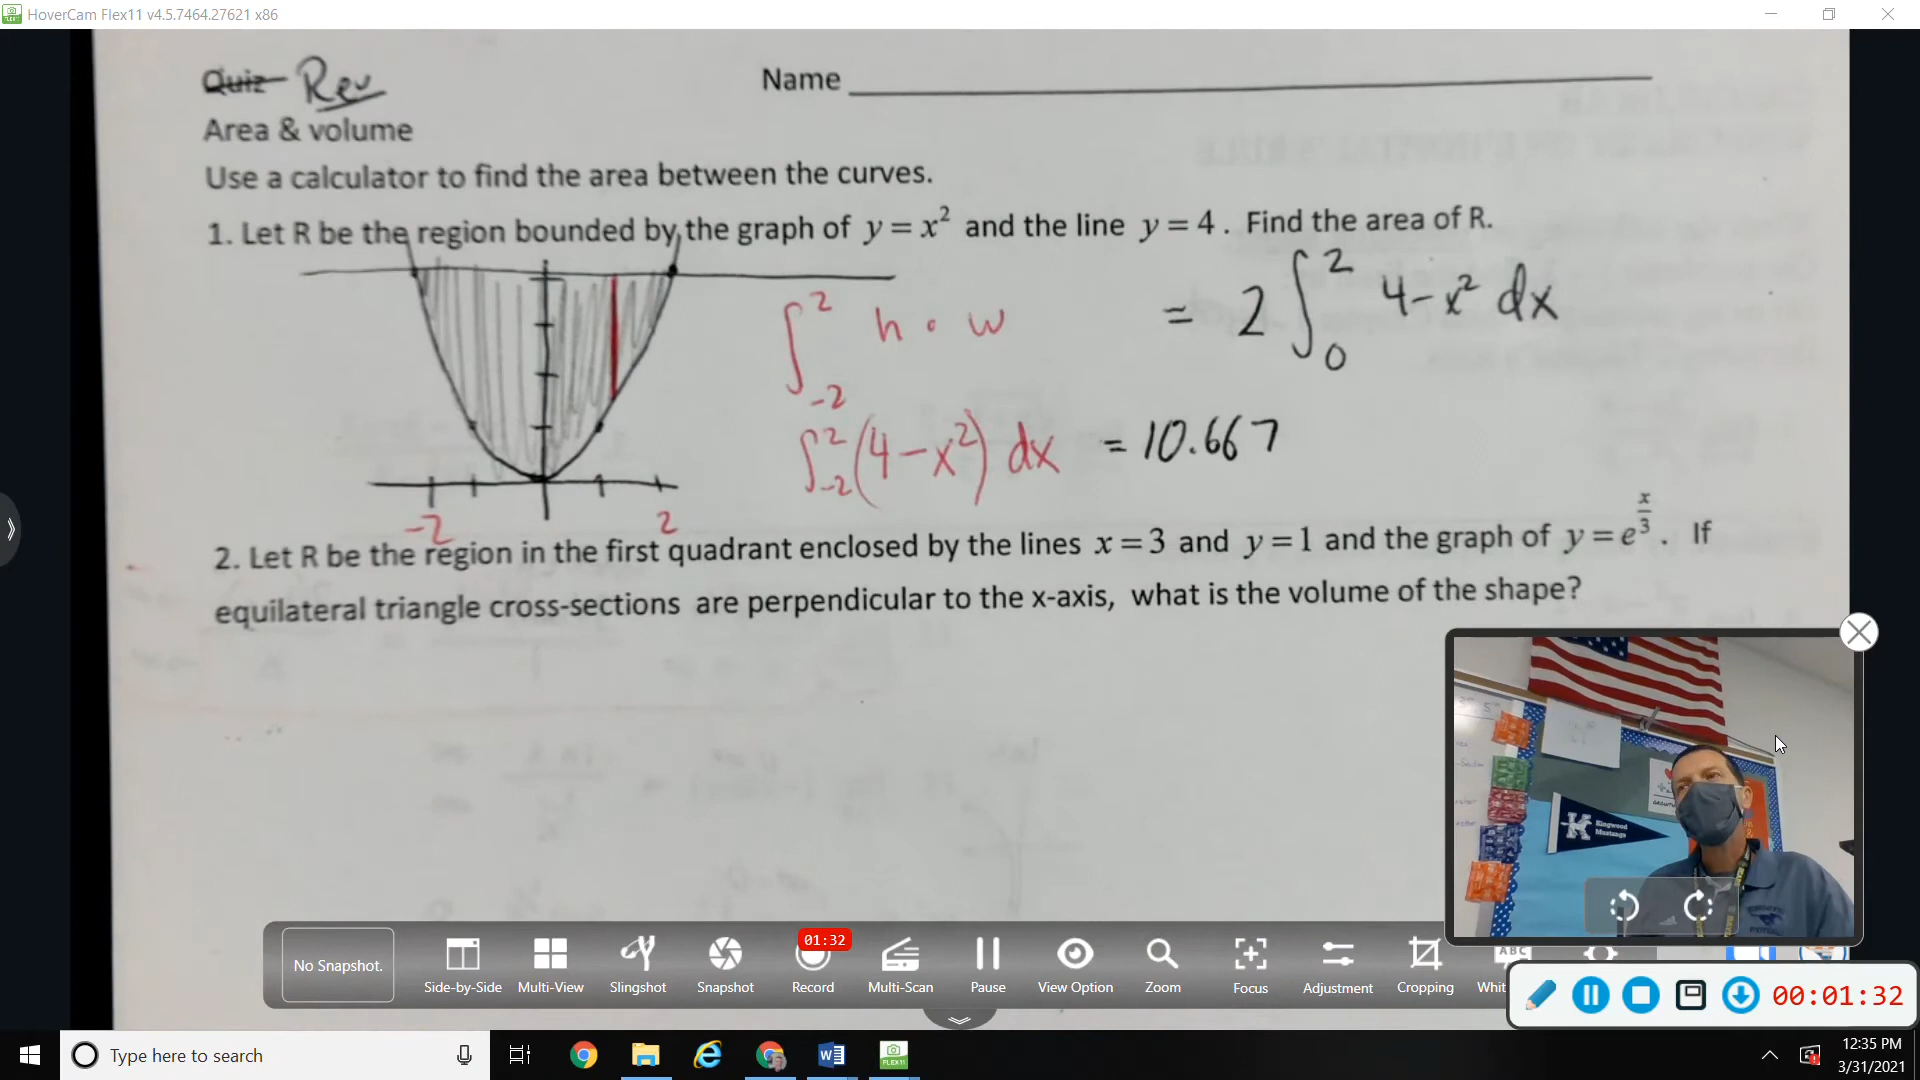 HoverCam Flex11 v4.5.7464.27621 x86
Quiz Rev
Name
Area & volume
Use a calculator to find the area between the curves.
1. Let R be the region bounded by the graph of y = x² and the line y = 4 . Find the area of R.
∫₋₂² h · w = 2 ∫₀² 4-x² dx
∫₋₂² (4-x²) dx = 10.667
-2 2
2. Let R be the region in the first quadrant enclosed by the lines x = 3 and y = 1 and the graph of y = e^(x/3) . If
equilateral triangle cross-sections are perpendicular to the x-axis, what is the volume of the shape?
K Kingwood
Mustangs
No Snapshot.
01:32
Side-by-Side Multi-View Slingshot Snapshot Record Multi-Scan Pause View Option Zoom Focus Adjustment Cropping Whit
ABC
00:01:32
Type here to search
FLEX11
12:35 PM
3/31/2021